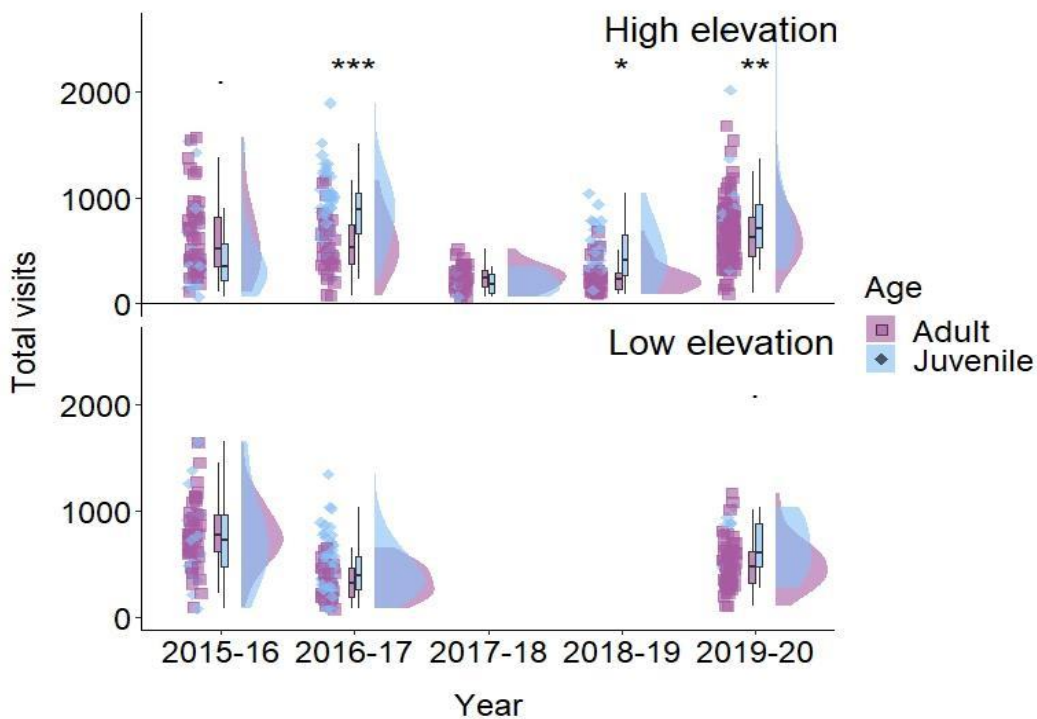 High elevation
*** * **
.
2000
1000
0
Low elevation
.
2000
1000
0
Total visits
2015-16 2016-17 2017-18 2018-19 2019-20
Year
Age
Adult
Juvenile